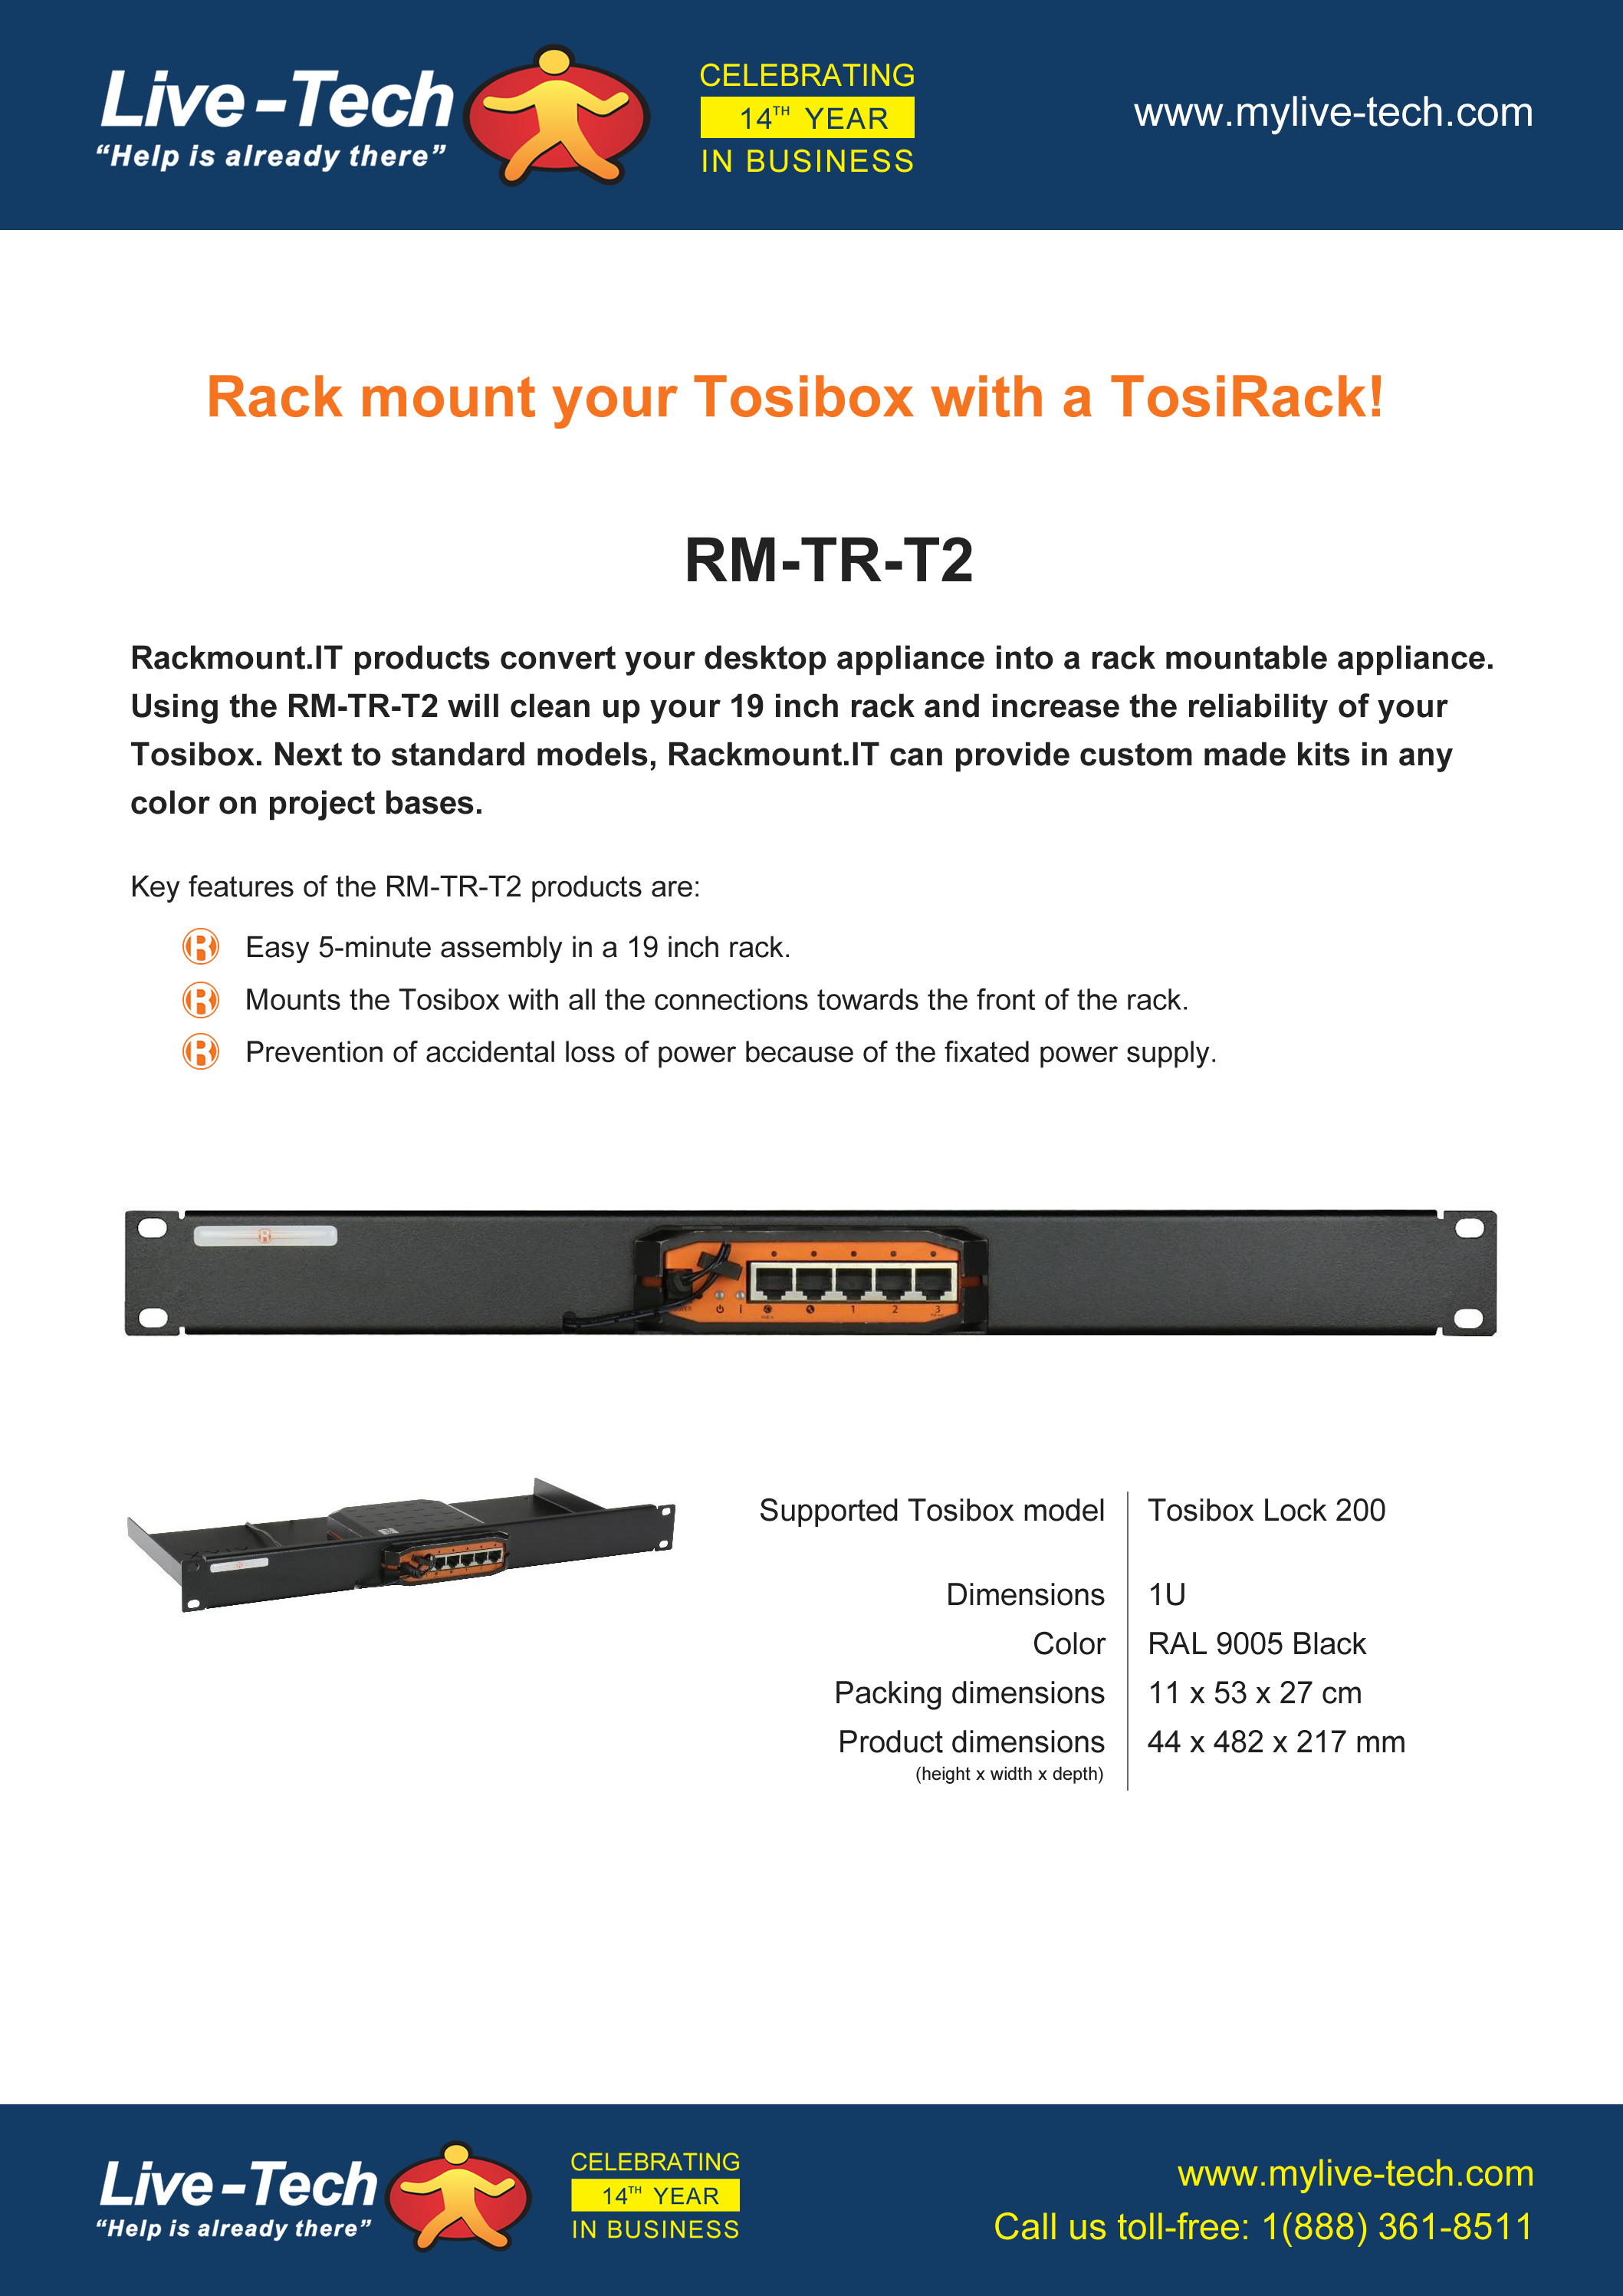 Live-Tech
“Help is already there”
CELEBRATING
14TH YEAR
IN BUSINESS
www.mylive-tech.com
Rack mount your Tosibox with a TosiRack!
RM-TR-T2
Rackmount.IT products convert your desktop appliance into a rack mountable appliance.
Using the RM-TR-T2 will clean up your 19 inch rack and increase the reliability of your
Tosibox. Next to standard models, Rackmount.IT can provide custom made kits in any
color on project bases.
Key features of the RM-TR-T2 products are:
Easy 5-minute assembly in a 19 inch rack.
Mounts the Tosibox with all the connections towards the front of the rack.
Prevention of accidental loss of power because of the fixated power supply.
R
i 1 2 3
Supported Tosibox model Tosibox Lock 200
Dimensions 1U
Color RAL 9005 Black
Packing dimensions 11 x 53 x 27 cm
Product dimensions 44 x 482 x 217 mm
(height x width x depth)
Live-Tech
“Help is already there”
CELEBRATING
14TH YEAR
IN BUSINESS
www.mylive-tech.com
Call us toll-free: 1(888) 361-8511